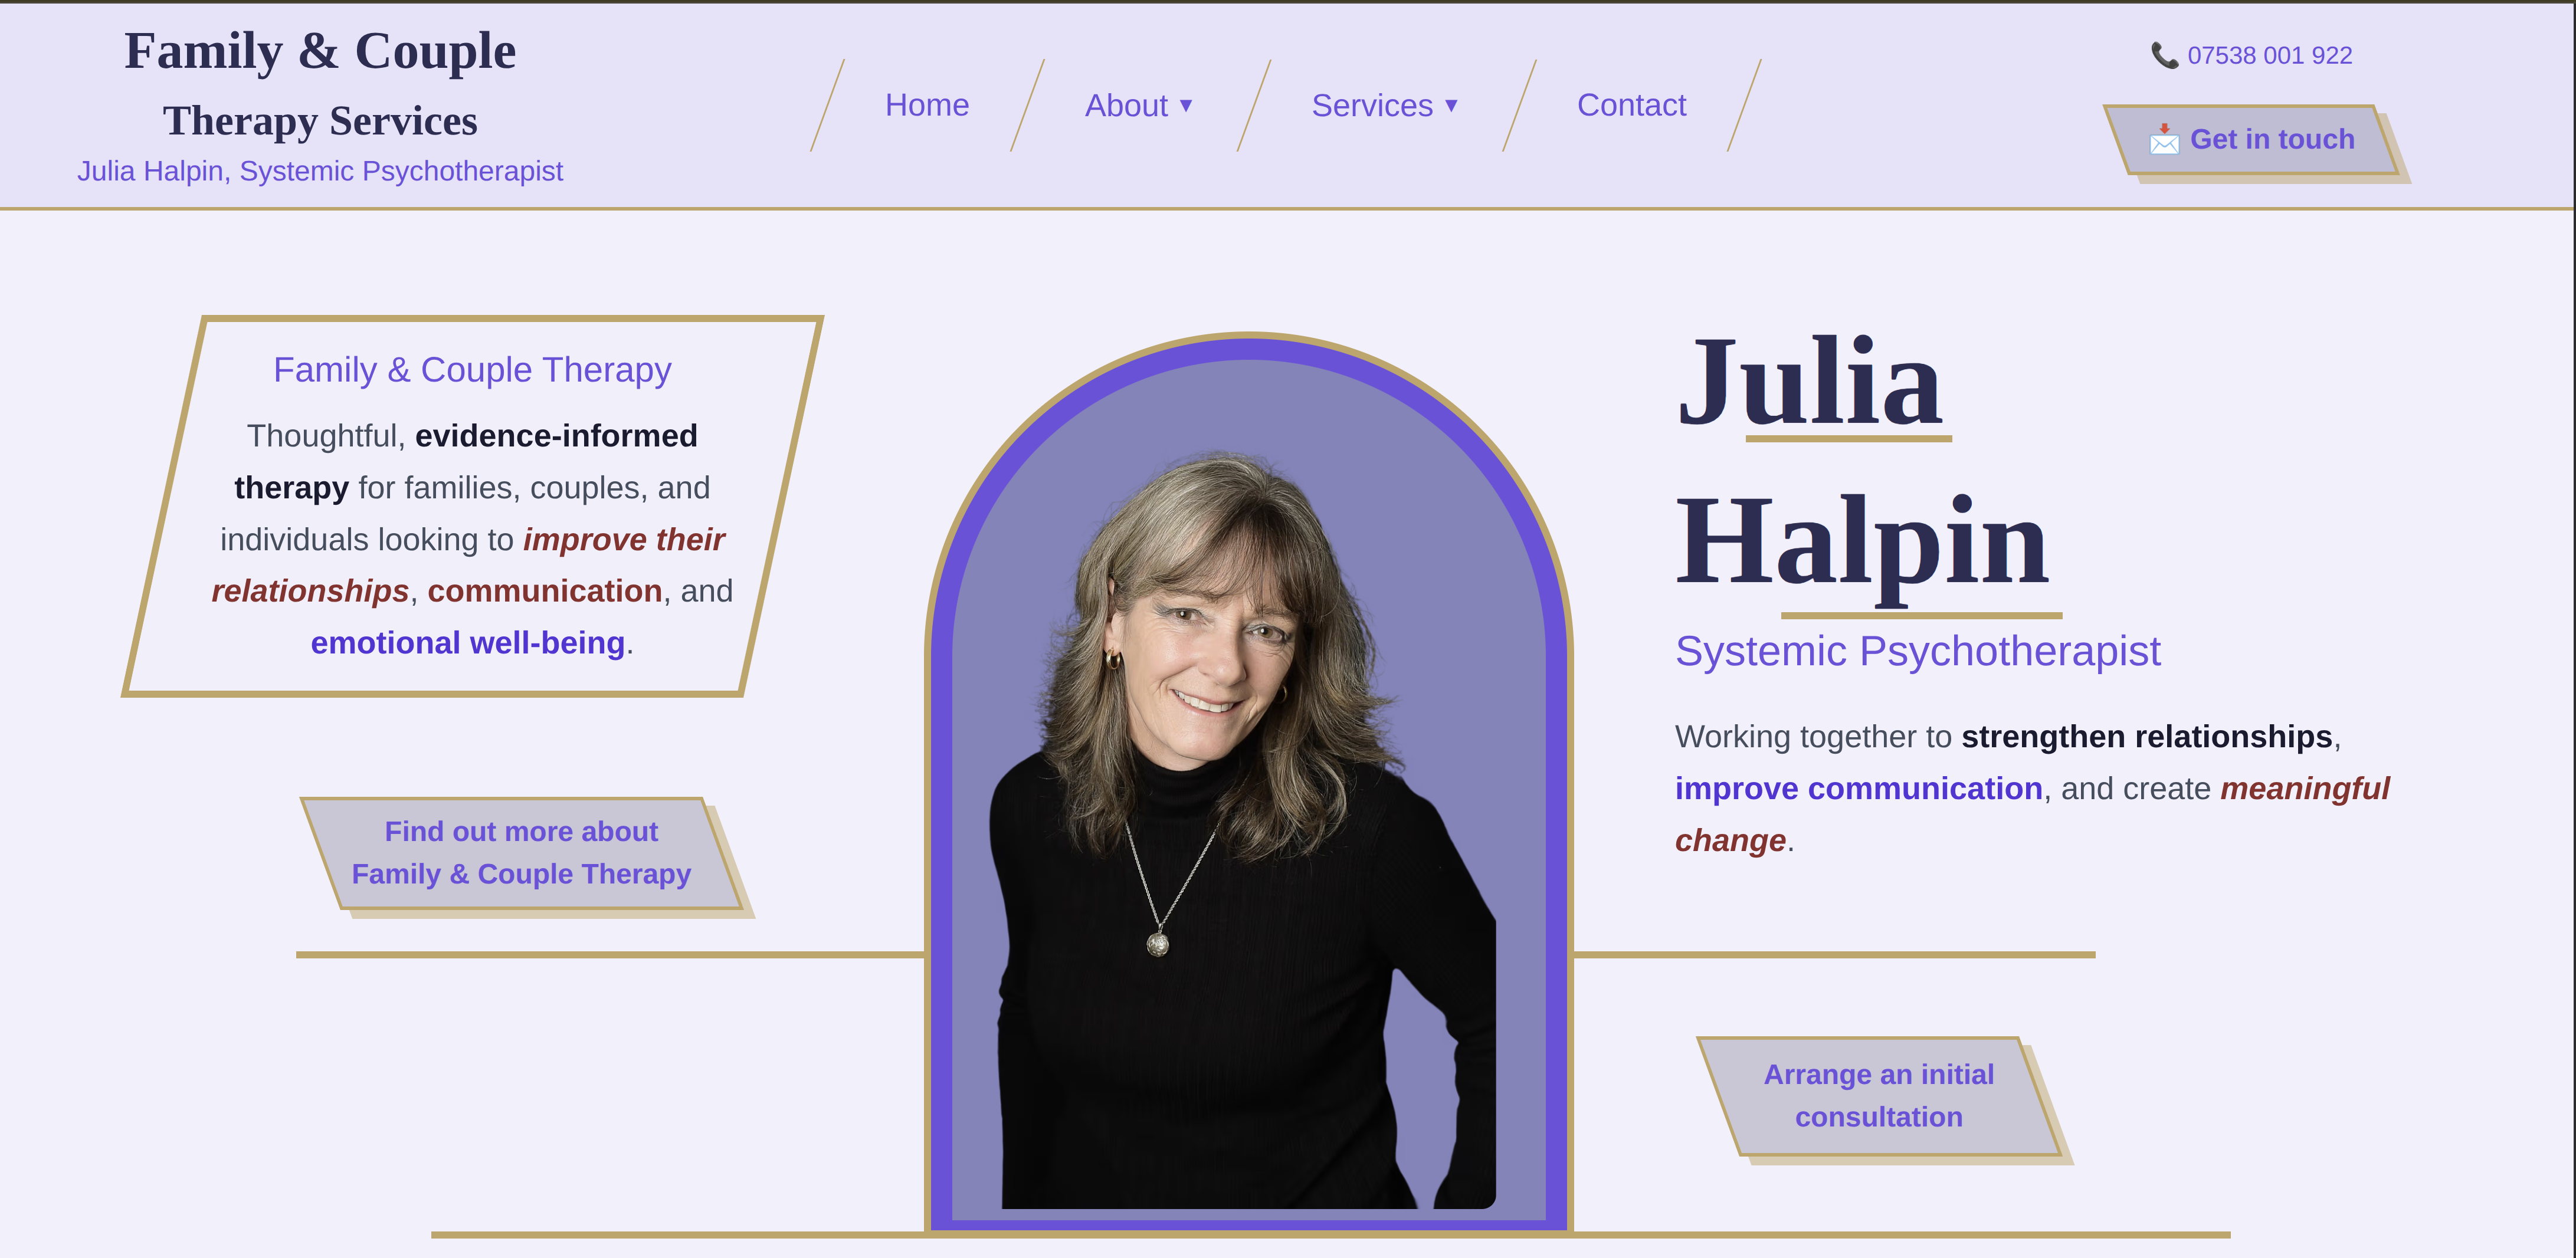 Family & Couple
Therapy Services
Julia Halpin, Systemic Psychotherapist
Home
About ▼
Services ▼
Contact
📞 07538 001 922
📩 Get in touch
Family & Couple Therapy
Thoughtful, evidence-informed
therapy for families, couples, and
individuals looking to improve their
relationships, communication, and
emotional well-being.
Find out more about
Family & Couple Therapy
Julia
Halpin
Systemic Psychotherapist
Working together to strengthen relationships,
improve communication, and create meaningful
change.
Arrange an initial
consultation